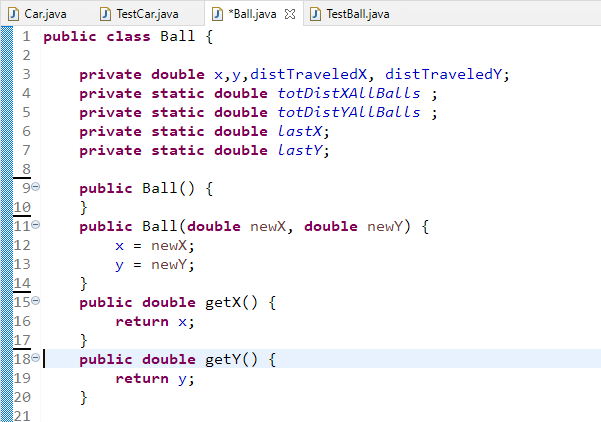 Car.java TestCar.java *Ball.java TestBall.java
1 public class Ball {
2
3     private double x,y,distTraveledX, distTraveledY;
4     private static double totDistXAllBalls ;
5     private static double totDistYAllBalls ;
6     private static double lastX;
7     private static double lastY;
8
9     public Ball() {
10     }
11     public Ball(double newX, double newY) {
12         x = newX;
13         y = newY;
14     }
15     public double getX() {
16         return x;
17     }
18     public double getY() {
19         return y;
20     }
21